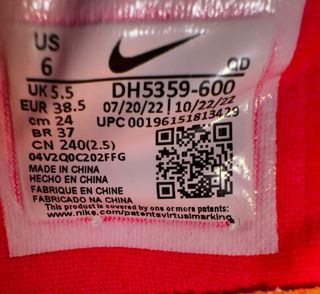 US
6
QD
UK 5.5
DH5359-600
EUR 38.5
07/20/22 | 10/22/22
cm 24
UPC 00196151813429
BR 37
CN 240(2.5)
04V2Q0C202FFG
MADE IN CHINA
HECHO EN CHINA
FABRIQUE EN CHINE
FABRICADO NA CHINA
This product is covered by one or more patents:
www.nike.com/patentsvirtualmarking